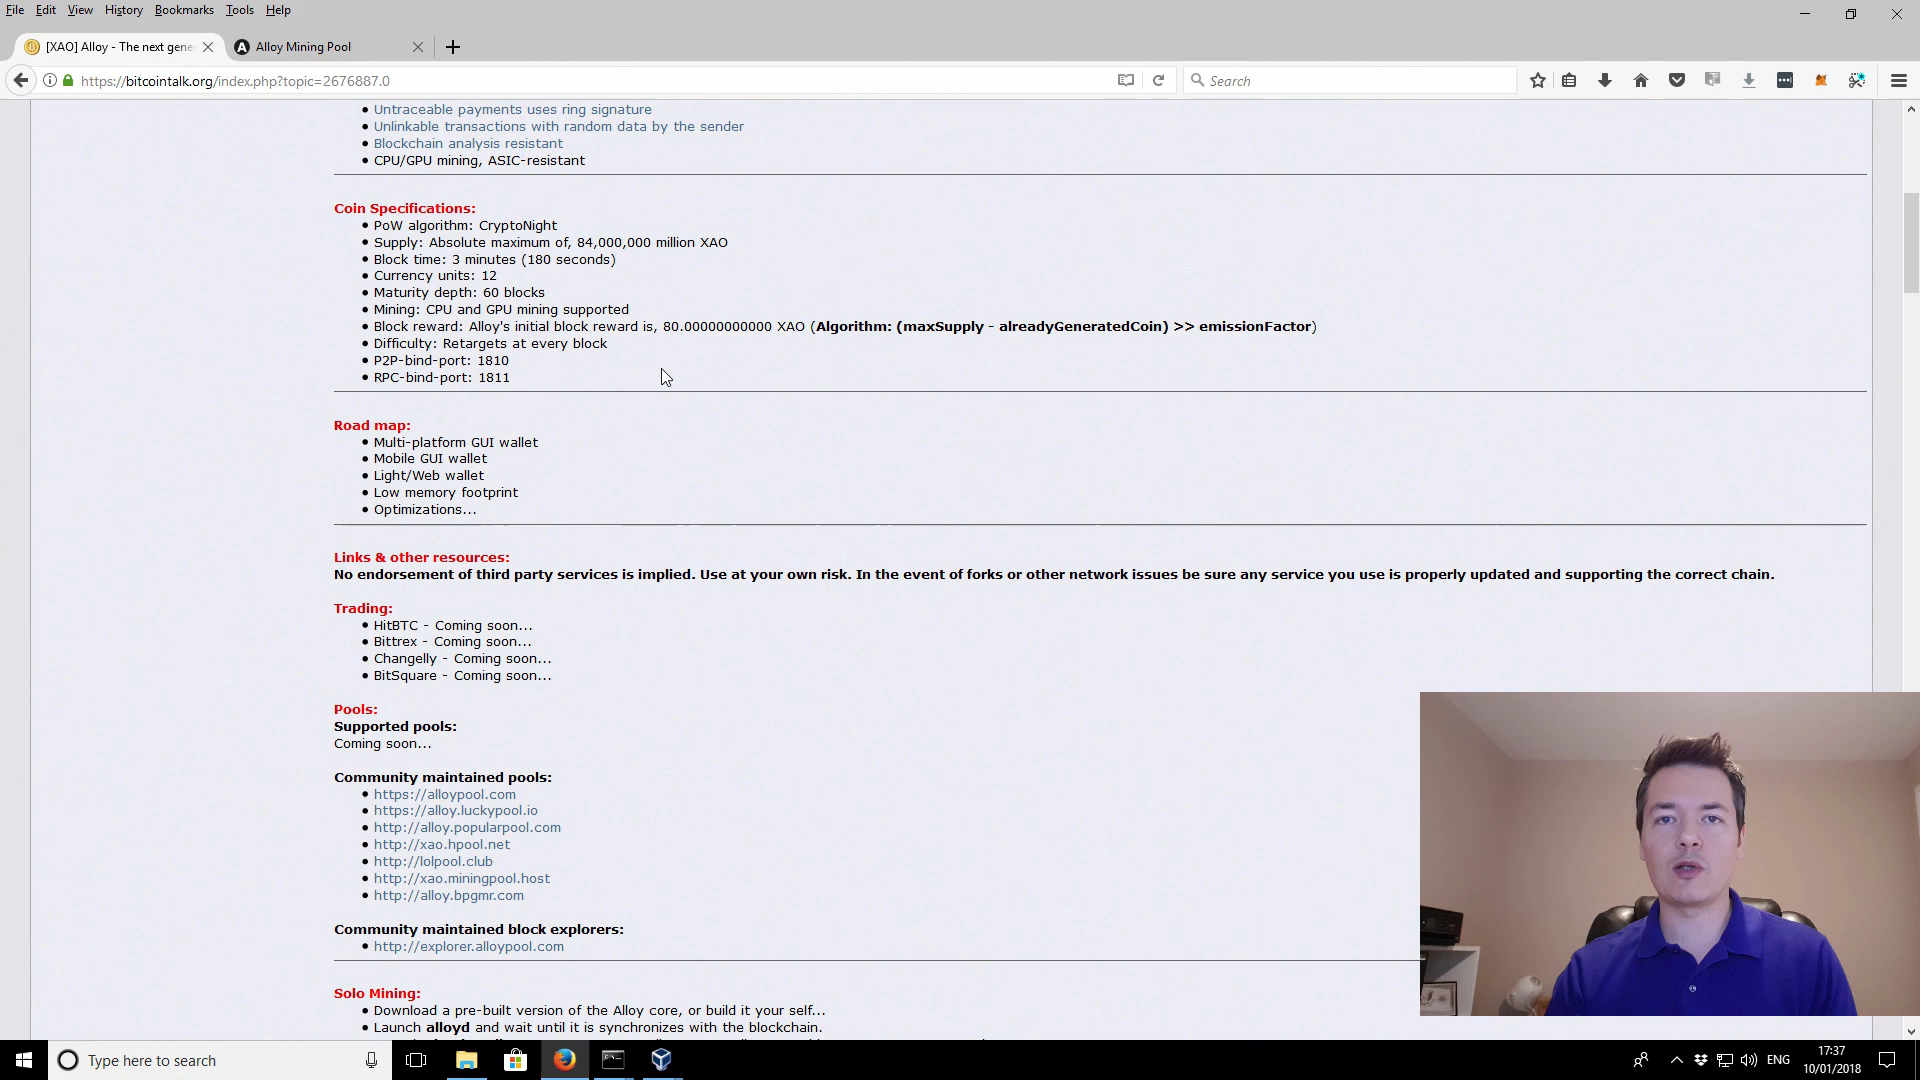 File Edit View History Bookmarks Tools Help
[XAO] Alloy - The next gene
Alloy Mining Pool
https://bitcointalk.org/index.php?topic=2676887.0
Search
Untraceable payments uses ring signature
Unlinkable transactions with random data by the sender
Blockchain analysis resistant
CPU/GPU mining, ASIC-resistant
Coin Specifications:
PoW algorithm: CryptoNight
Supply: Absolute maximum of, 84,000,000 million XAO
Block time: 3 minutes (180 seconds)
Currency units: 12
Maturity depth: 60 blocks
Mining: CPU and GPU mining supported
Block reward: Alloy's initial block reward is, 80.00000000000 XAO (Algorithm: (maxSupply - alreadyGeneratedCoin) >> emissionFactor)
Difficulty: Retargets at every block
P2P-bind-port: 1810
RPC-bind-port: 1811
Road map:
Multi-platform GUI wallet
Mobile GUI wallet
Light/Web wallet
Low memory footprint
Optimizations...
Links & other resources:
No endorsement of third party services is implied. Use at your own risk. In the event of forks or other network issues be sure any service you use is properly updated and supporting the correct chain.
Trading:
HitBTC - Coming soon...
Bittrex - Coming soon...
Changelly - Coming soon...
BitSquare - Coming soon...
Pools:
Supported pools:
Coming soon...
Community maintained pools:
https://alloypool.com
https://alloy.luckypool.io
http://alloy.popularpool.com
http://xao.hpool.net
http://lolpool.club
http://xao.miningpool.host
http://alloy.bpgmr.com
Community maintained block explorers:
http://explorer.alloypool.com
Solo Mining:
Download a pre-built version of the Alloy core, or build it your self...
Launch alloyd and wait until it is synchronizes with the blockchain.
Type here to search
ENG
17:37
10/01/2018